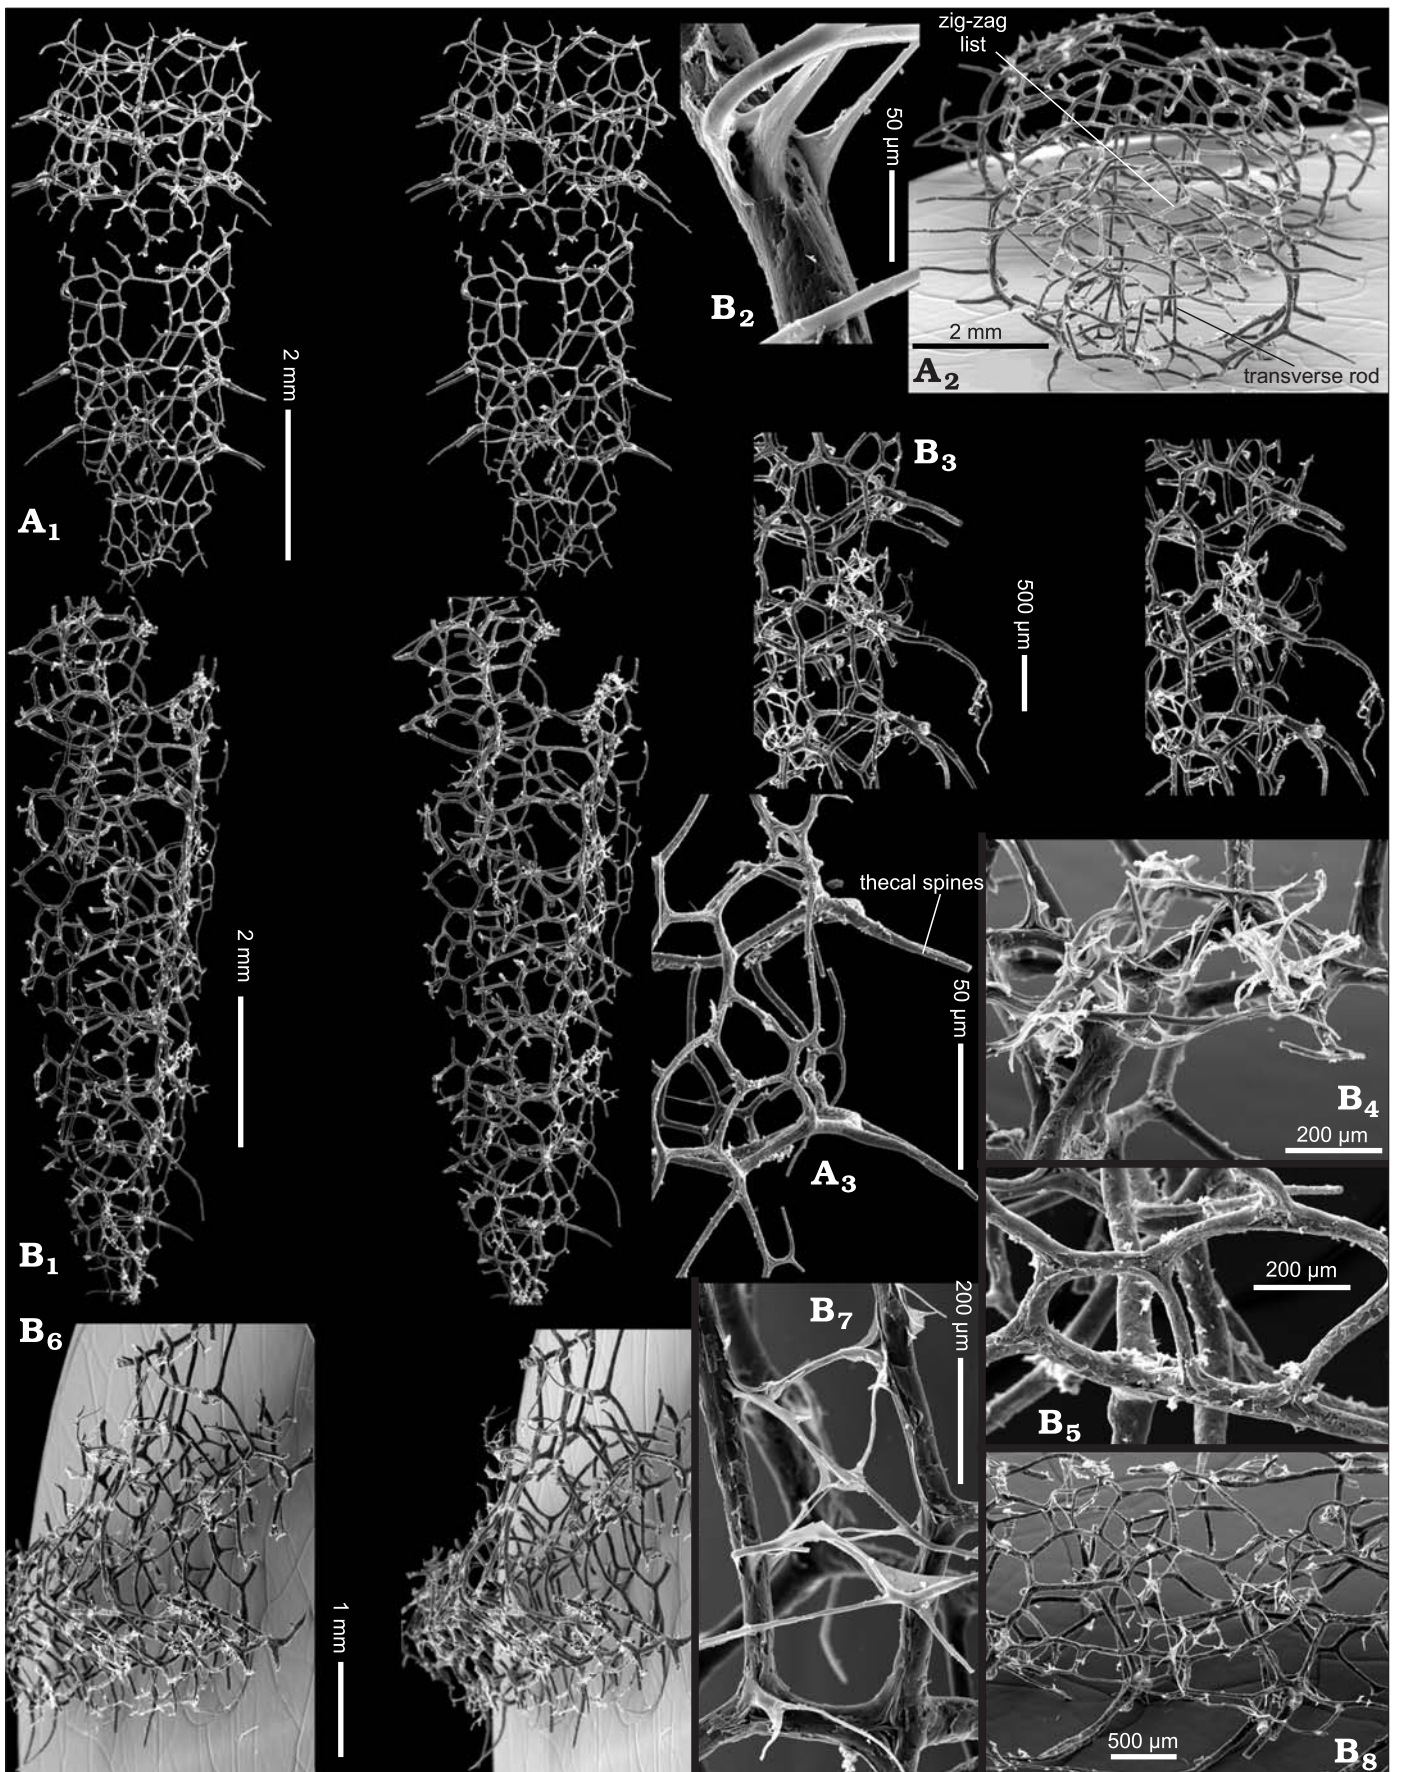 zig-zag
list
50 µm
B2
2 mm
A2
transverse rod
2 mm
A1
B3
500 µm
thecal spines
2 mm
50 µm
A3
B4
200 µm
B1
200 µm
B5
B6
B7
200 µm
1 mm
500 µm
B8